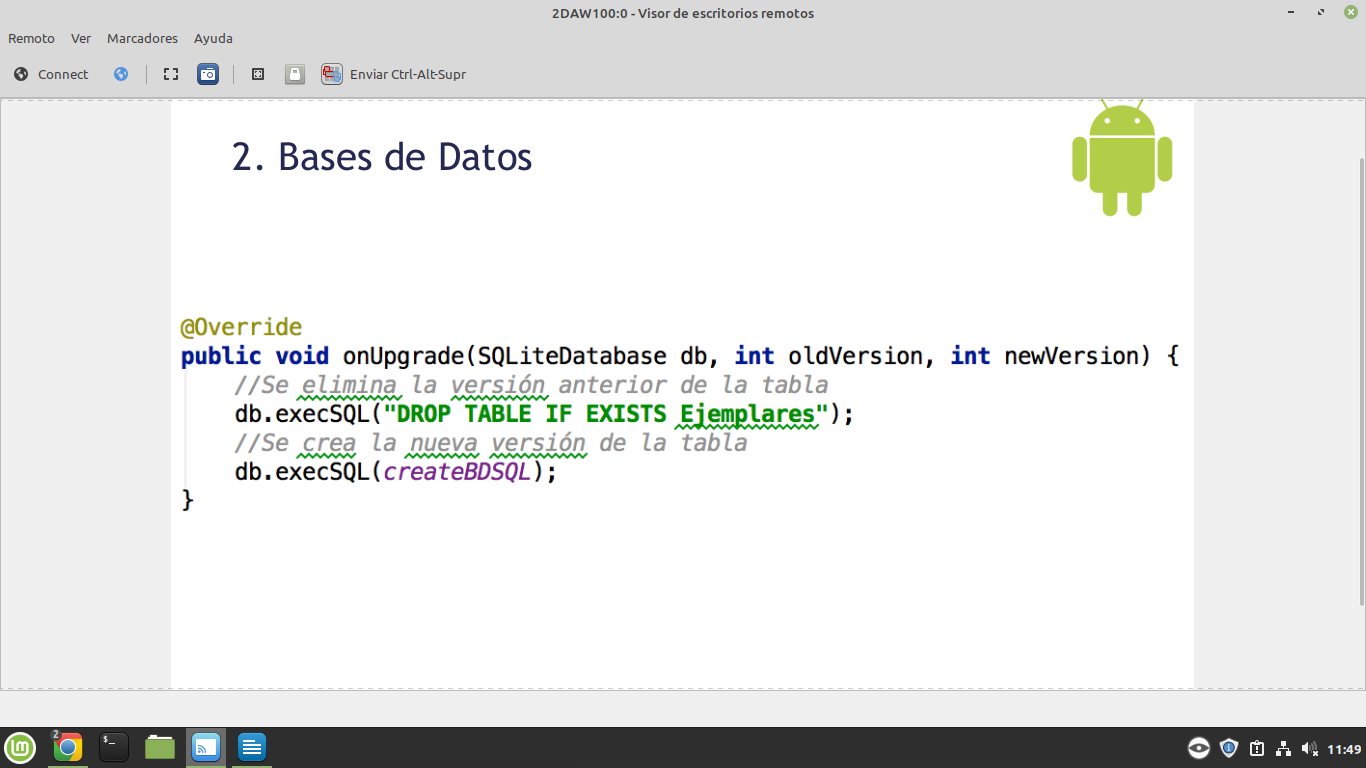 2DAW100:0 - Visor de escritorios remotos
Remoto Ver Marcadores Ayuda
Connect Enviar Ctrl-Alt-Supr
2. Bases de Datos
@Override
public void onUpgrade(SQLiteDatabase db, int oldVersion, int newVersion) {
//Se elimina la versión anterior de la tabla
db.execSQL("DROP TABLE IF EXISTS Ejemplares");
//Se crea la nueva versión de la tabla
db.execSQL(createBDSQL);
}
2
11:49